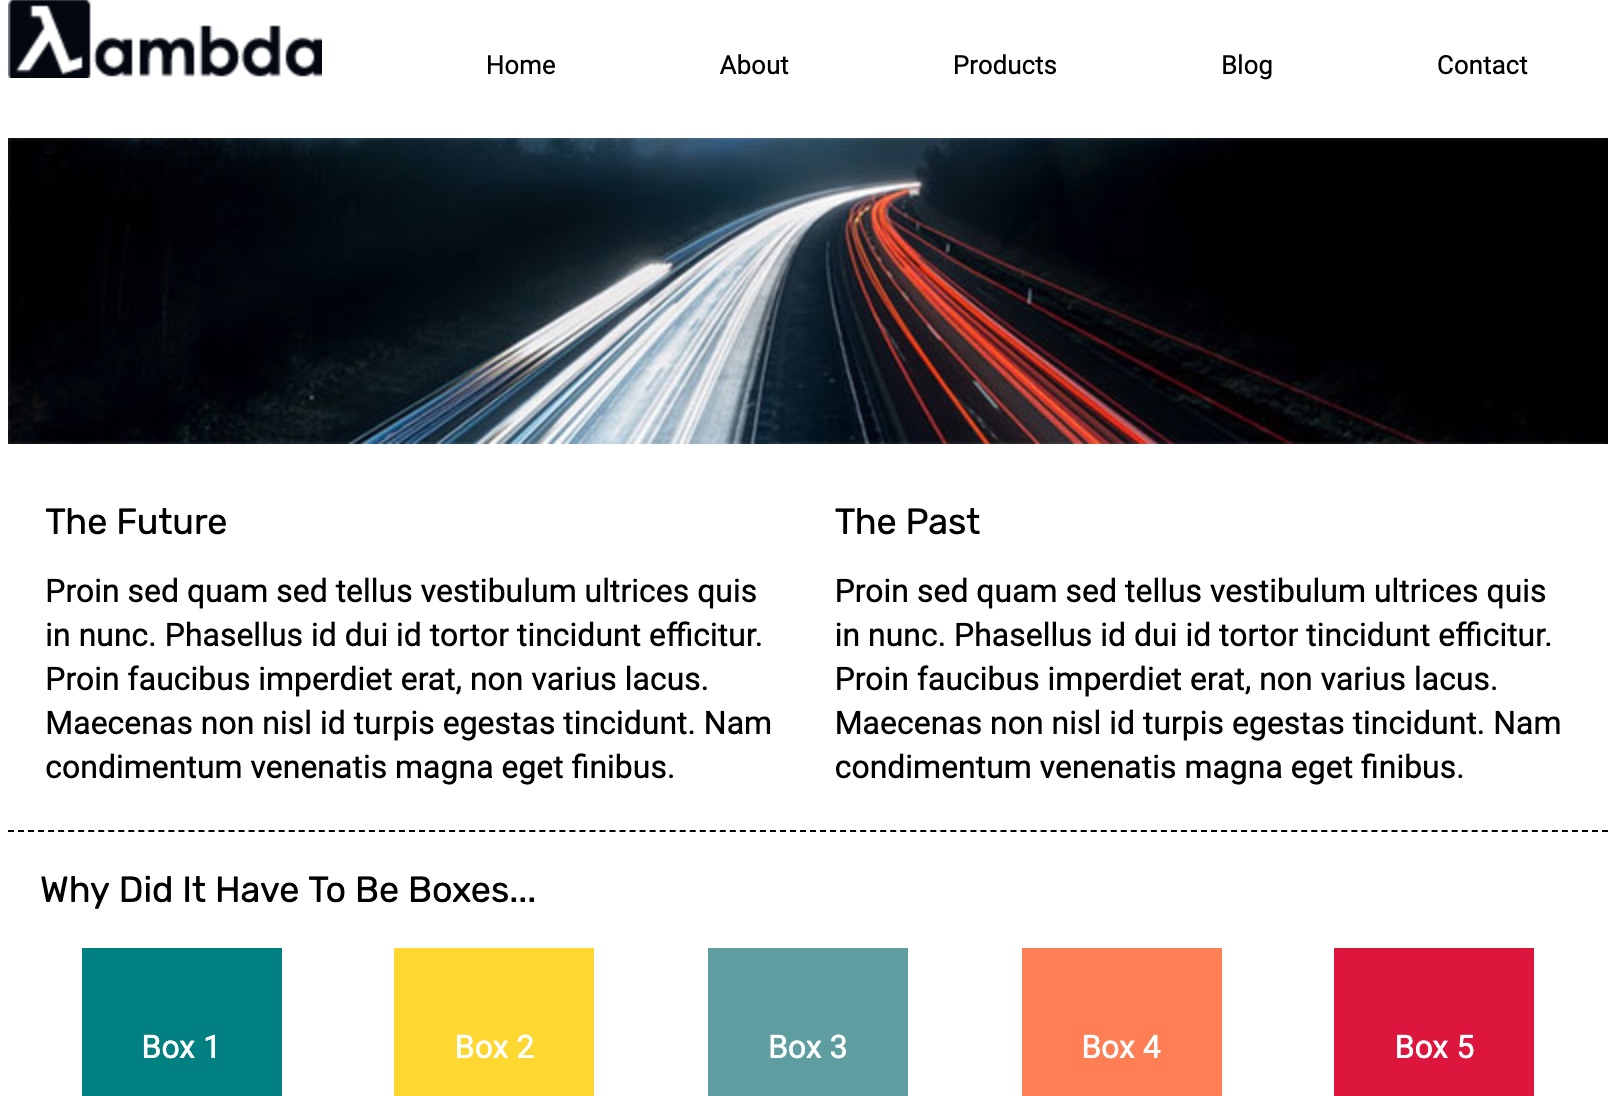 λambda
Home About Products Blog Contact
The Future
Proin sed quam sed tellus vestibulum ultrices quis
in nunc. Phasellus id dui id tortor tincidunt efficitur.
Proin faucibus imperdiet erat, non varius lacus.
Maecenas non nisl id turpis egestas tincidunt. Nam
condimentum venenatis magna eget finibus.
The Past
Proin sed quam sed tellus vestibulum ultrices quis
in nunc. Phasellus id dui id tortor tincidunt efficitur.
Proin faucibus imperdiet erat, non varius lacus.
Maecenas non nisl id turpis egestas tincidunt. Nam
condimentum venenatis magna eget finibus.
Why Did It Have To Be Boxes...
Box 1 Box 2 Box 3 Box 4 Box 5